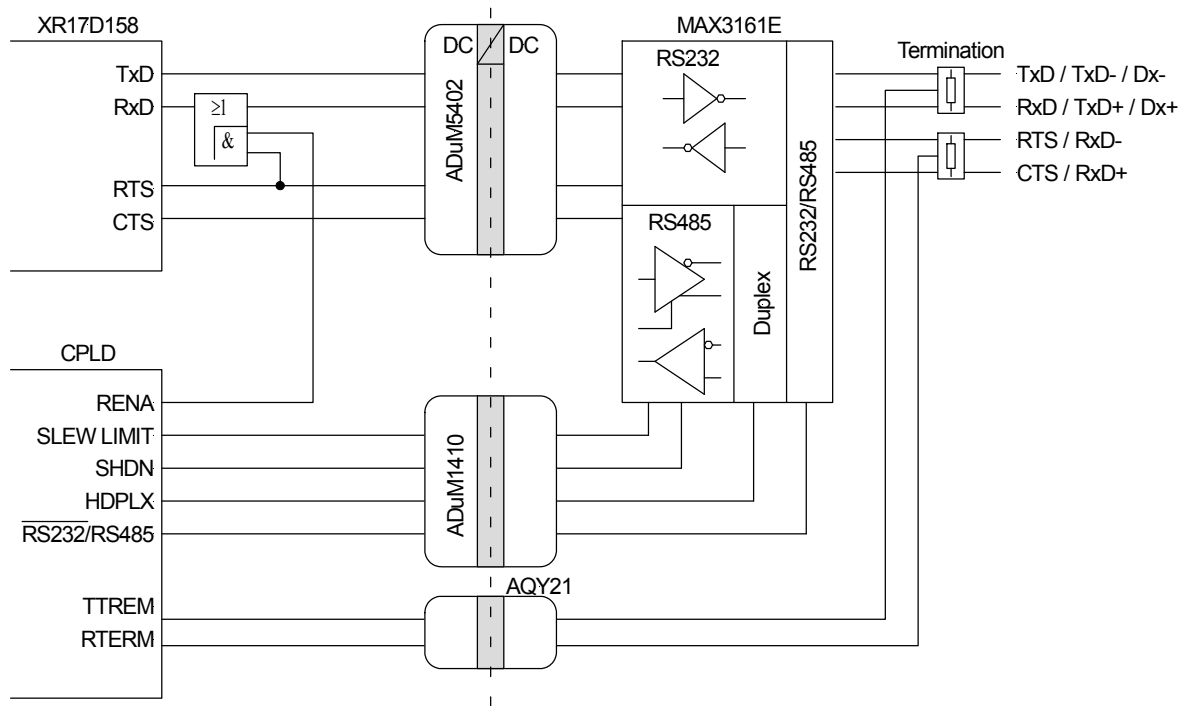 XR17D158
MAX3161E
DC DC
Termination
TxD
RS232
TxD / TxD- / Dx-
RxD
≥1
RxD / TxD+ / Dx+
&
ADuM5402
RTS / RxD-
CTS / RxD+
RTS
CTS
RS485
RS232/RS485
Duplex
CPLD
RENA
SLEW LIMIT
SHDN
HDPLX
RS232/RS485
ADuM1410
AQY21
TTREM
RTERM